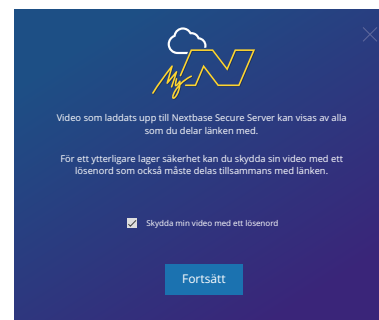 My N
Video som laddats upp till Nextbase Secure Server kan visas av alla
som du delar länken med.
För ett ytterligare lager säkerhet kan du skydda sin video med ett
lösenord som också måste delas tillsammans med länken.
Skydda min video med ett lösenord
Fortsätt